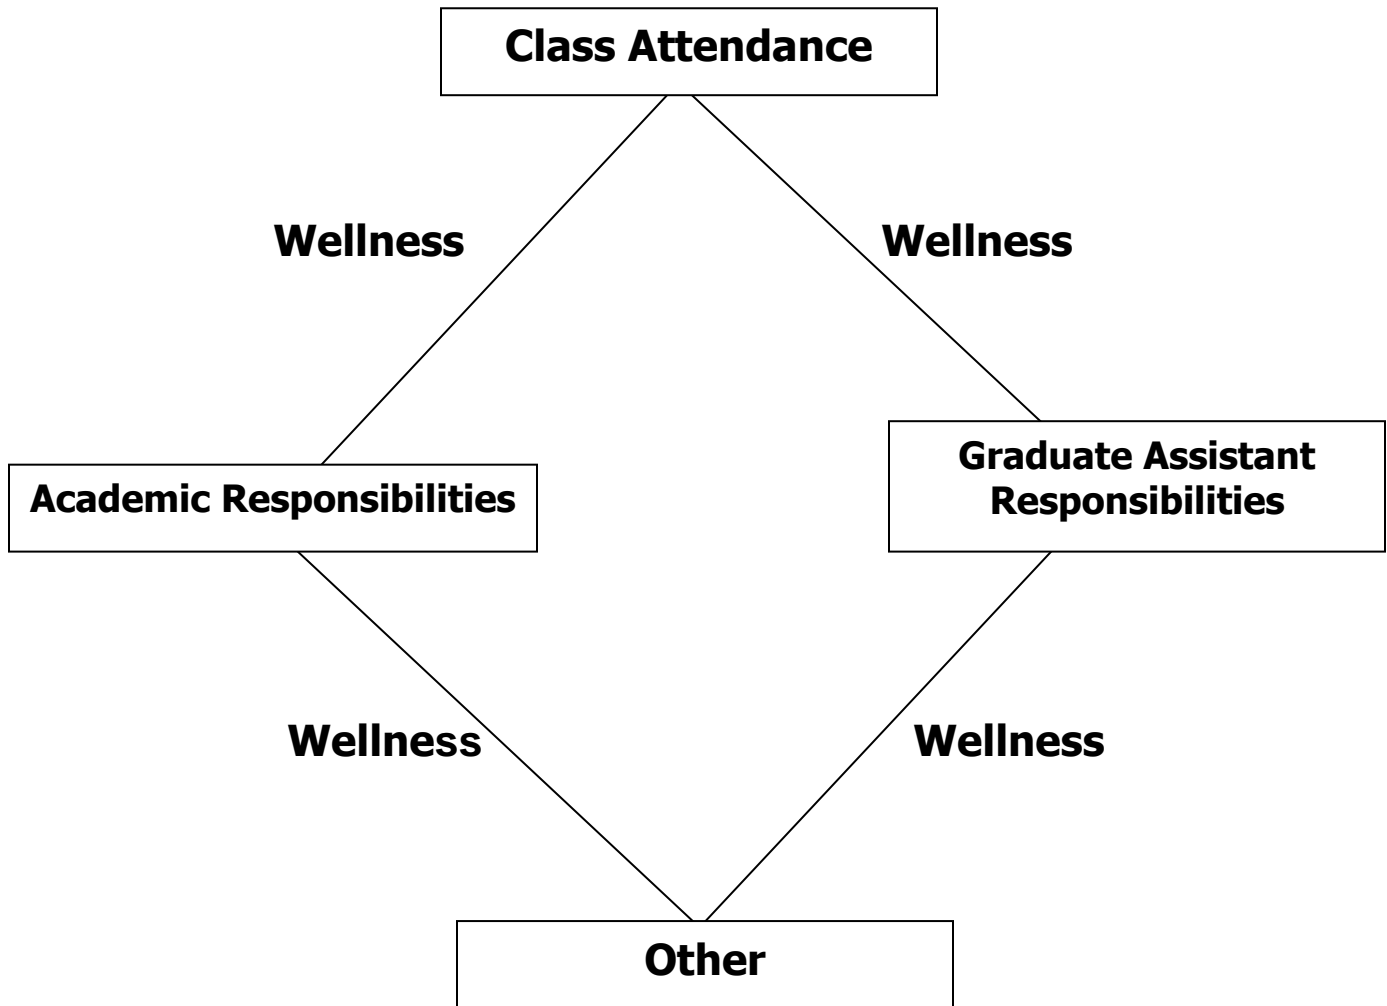 Class Attendance
Wellness
Wellness
Academic Responsibilities
Graduate Assistant
Responsibilities
Wellness
Wellness
Other